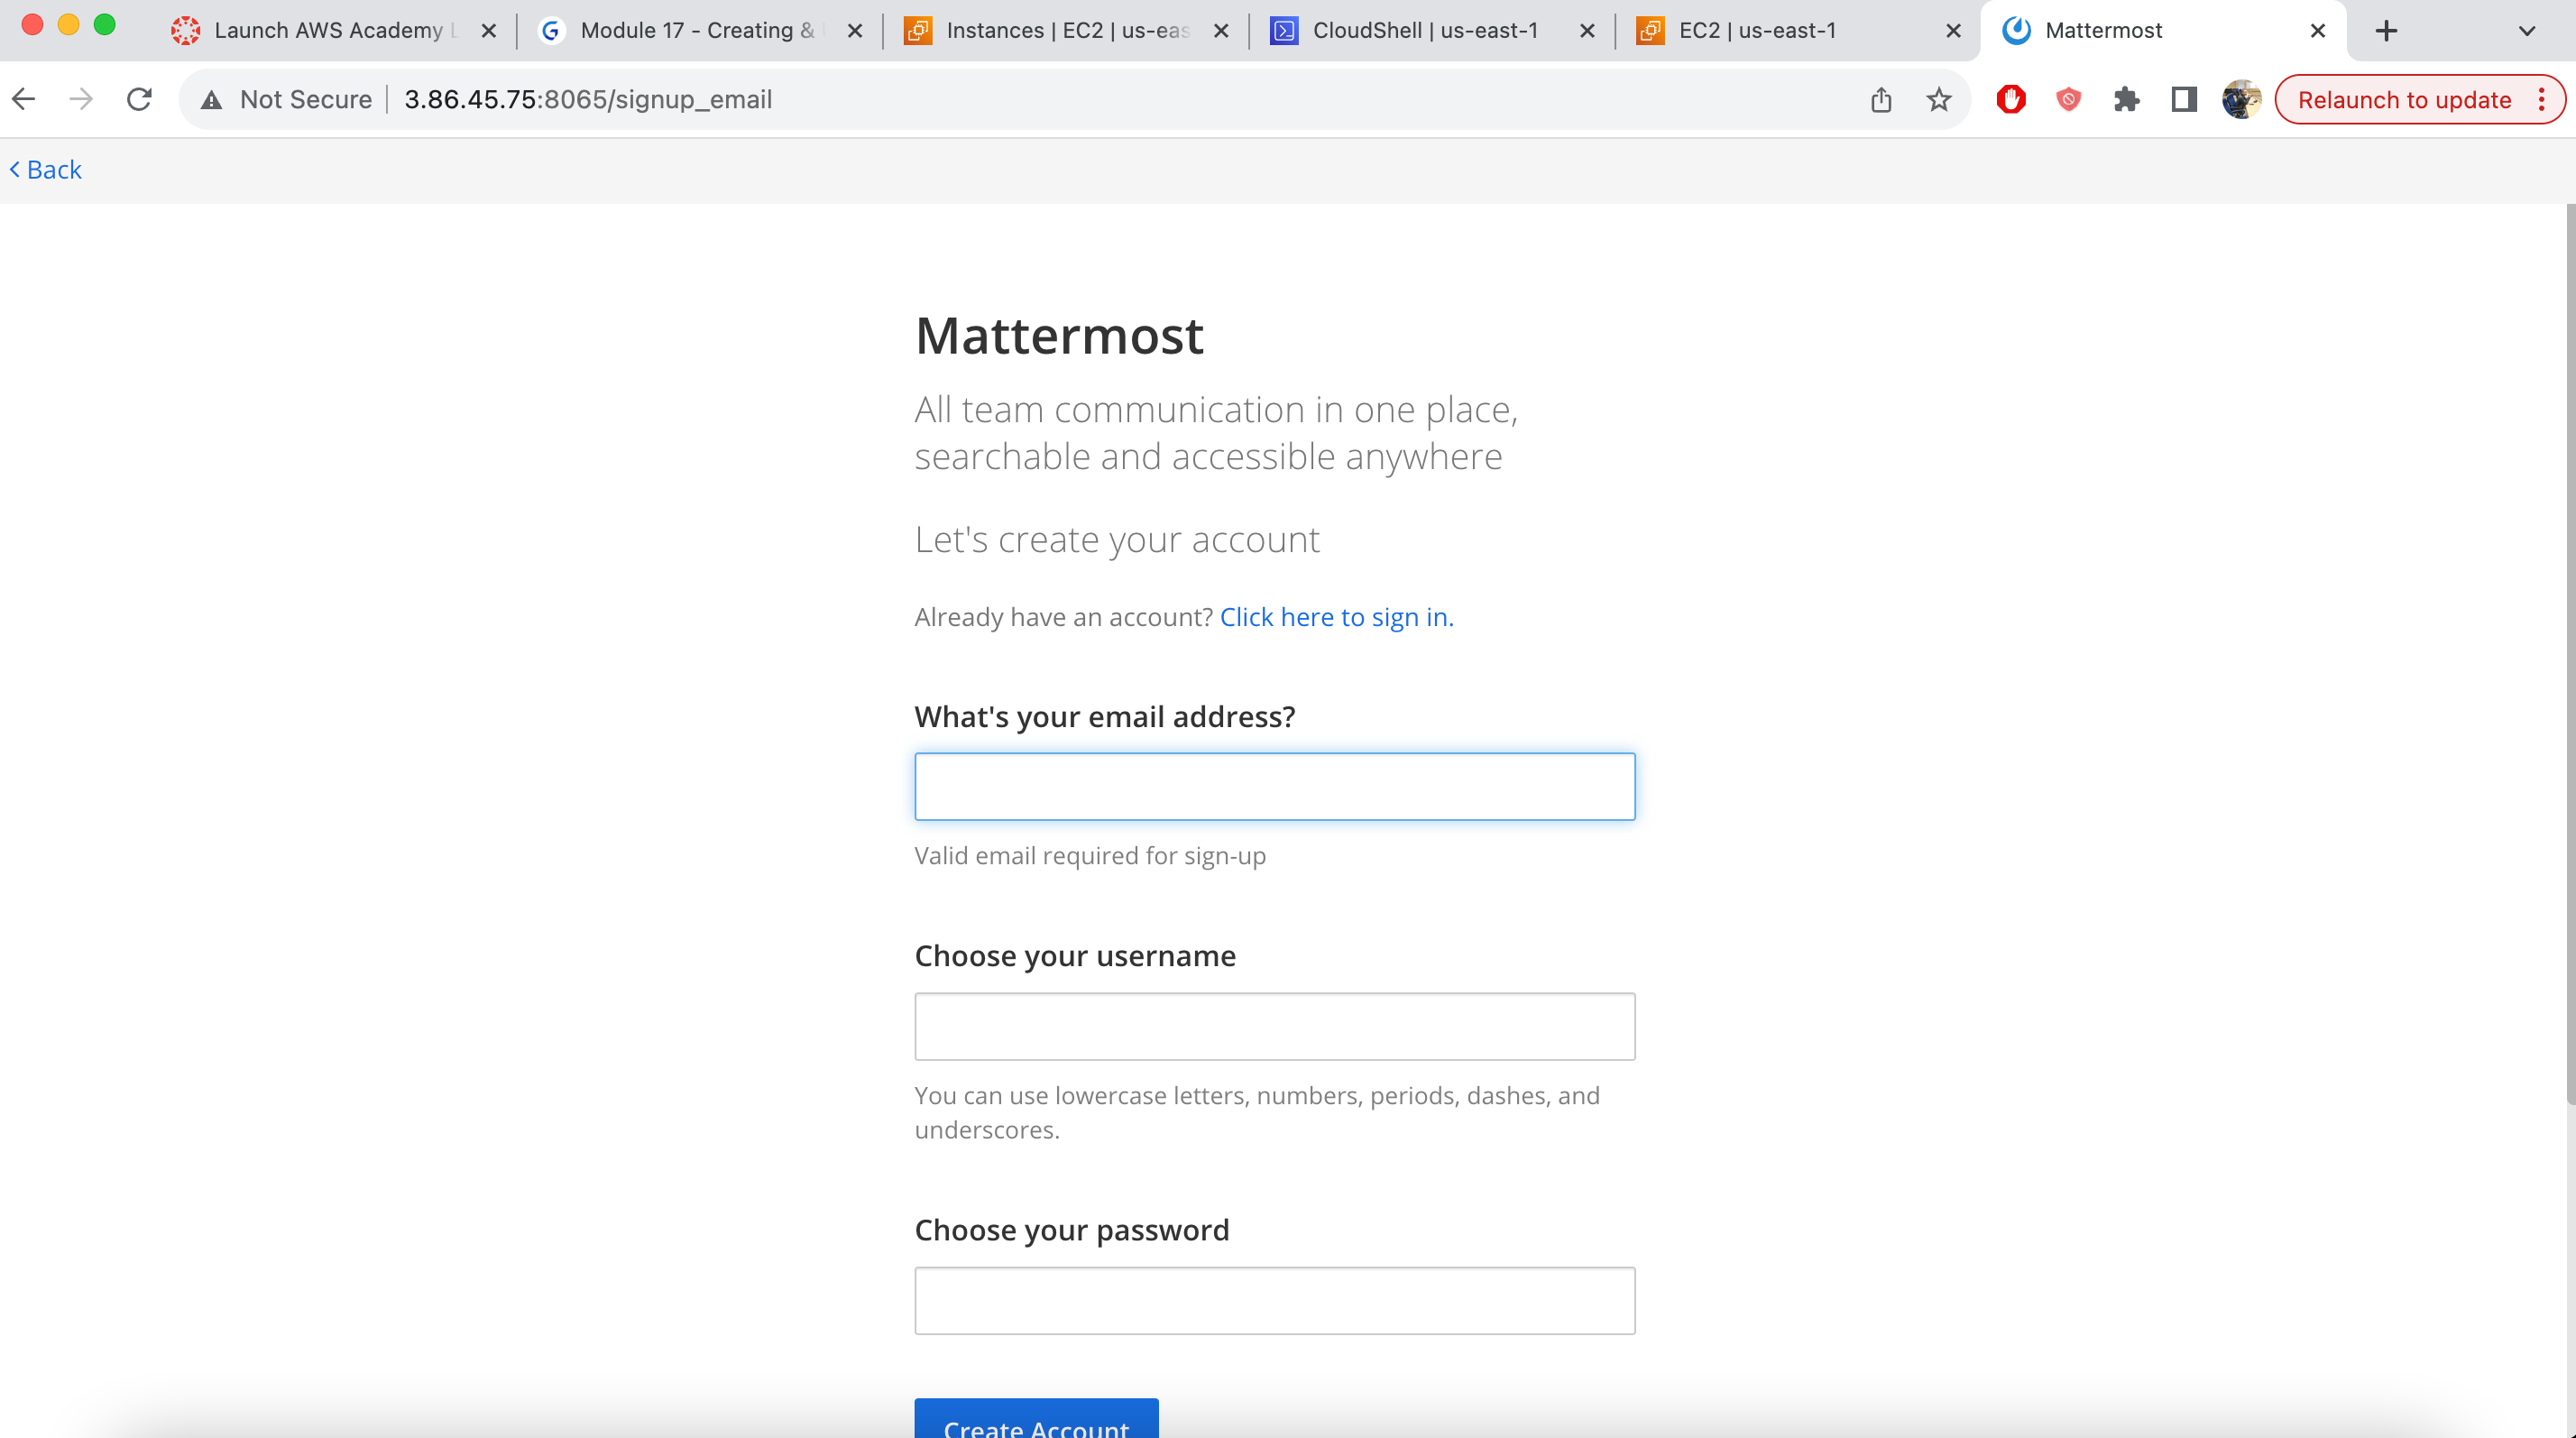 Launch AWS Academy L
Module 17 - Creating &
Instances | EC2 | us-eas
CloudShell | us-east-1
EC2 | us-east-1
Mattermost
Not Secure
3.86.45.75:8065/signup_email
Relaunch to update
Back
Mattermost
All team communication in one place,
searchable and accessible anywhere
Let's create your account
Already have an account? Click here to sign in.
What's your email address?
Valid email required for sign-up
Choose your username
You can use lowercase letters, numbers, periods, dashes, and
underscores.
Choose your password
Create Account